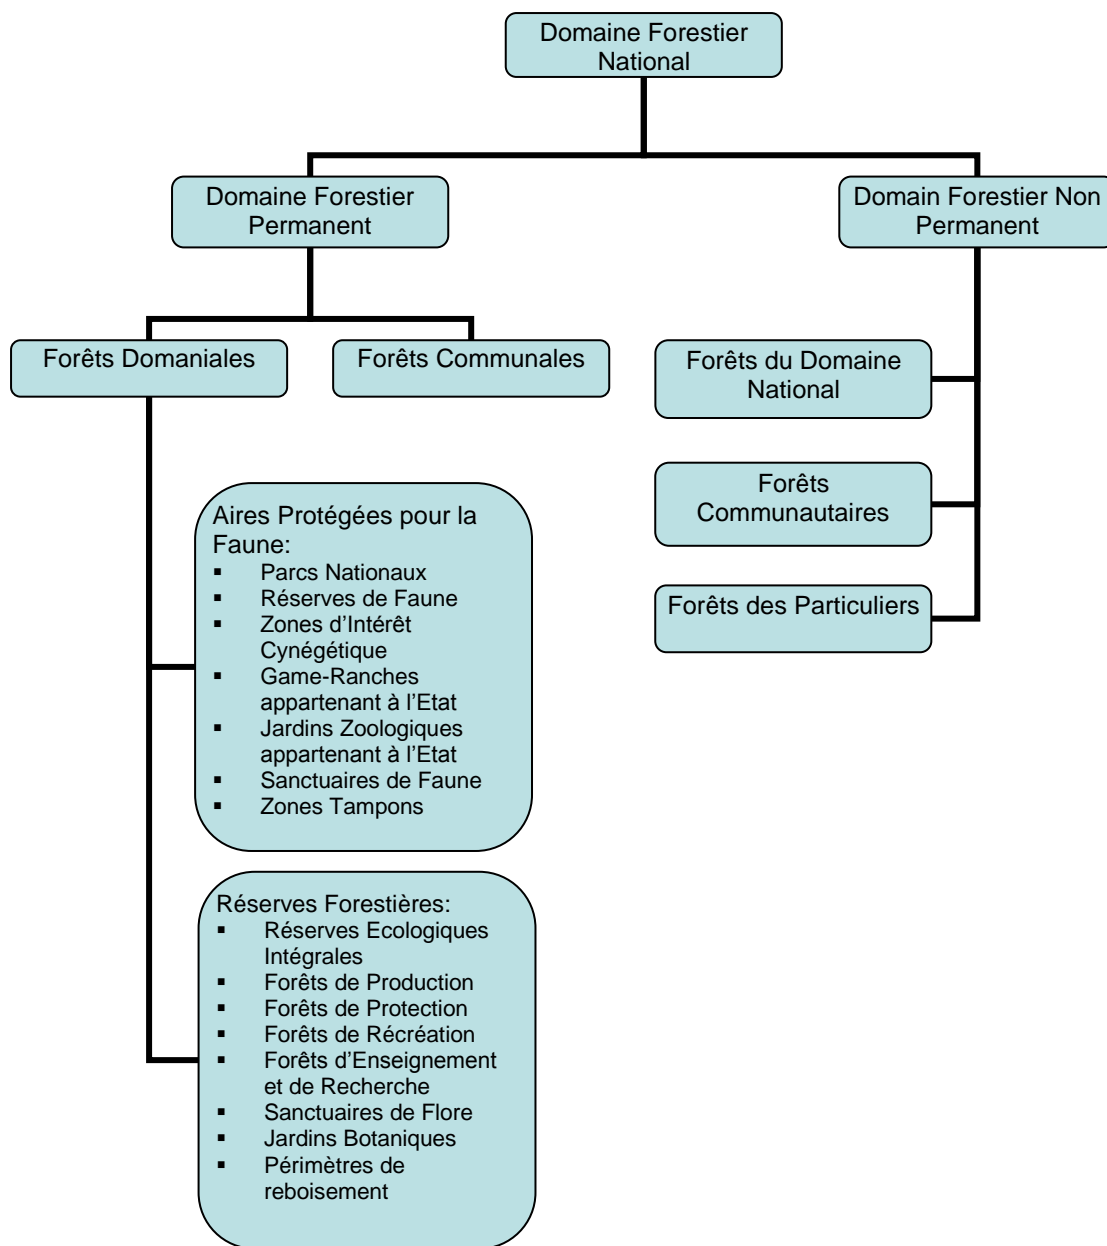 Domaine Forestier
National
Domaine Forestier
Permanent
Domain Forestier Non
Permanent
Forêts Domaniales
Forêts Communales
Forêts du Domaine
National
Forêts
Communautaires
Forêts des Particuliers
Aires Protégées pour la
Faune:
▪ Parcs Nationaux
▪ Réserves de Faune
▪ Zones d’Intérêt
Cynégétique
▪ Game-Ranches
appartenant à l’Etat
▪ Jardins Zoologiques
appartenant à l’Etat
▪ Sanctuaires de Faune
▪ Zones Tampons
Réserves Forestières:
▪ Réserves Ecologiques
Intégrales
▪ Forêts de Production
▪ Forêts de Protection
▪ Forêts de Récréation
▪ Forêts d’Enseignement
et de Recherche
▪ Sanctuaires de Flore
▪ Jardins Botaniques
▪ Périmètres de
reboisement